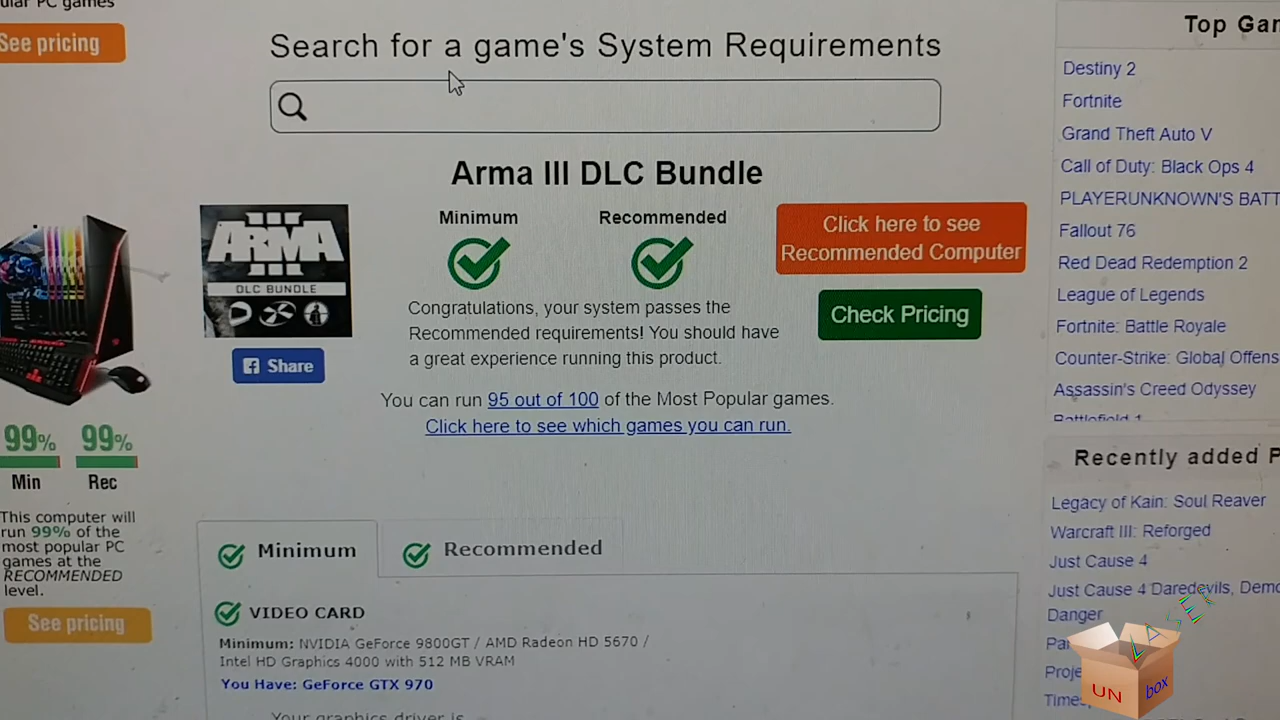 PC games
See pricing
99% 99%
Min Rec
This computer will
run 99% of the
most popular PC
games at the
RECOMMENDED
level.
See pricing
Search for a game's System Requirements
Arma III DLC Bundle
III
ARMA
III
DLC BUNDLE
Share
Minimum Recommended
Congratulations, your system passes the
Recommended requirements! You should have
a great experience running this product.
Click here to see
Recommended Computer
Check Pricing
You can run 95 out of 100 of the Most Popular games.
Click here to see which games you can run.
Minimum Recommended
VIDEO CARD
Minimum: NVIDIA GeForce 9800GT / AMD Radeon HD 5670 /
Intel HD Graphics 4000 with 512 MB VRAM
You Have: GeForce GTX 970
Your graphics driver is
Top
Destiny 2
Fortnite
Grand Theft Auto V
Call of Duty: Black Ops 4
PLAYERUNKNOWN'S
Fallout 76
Red Dead Redemption 2
League of Legends
Fortnite: Battle Royale
Counter-Strike: Global
Assassin's Creed Odyssey
Battlefield 1
Recently added
Legacy of Kain: Soul Reaver
Warcraft III: Reforged
Just Cause 4
Just Cause 4 Daredevils,
Danger
LASER
UN box